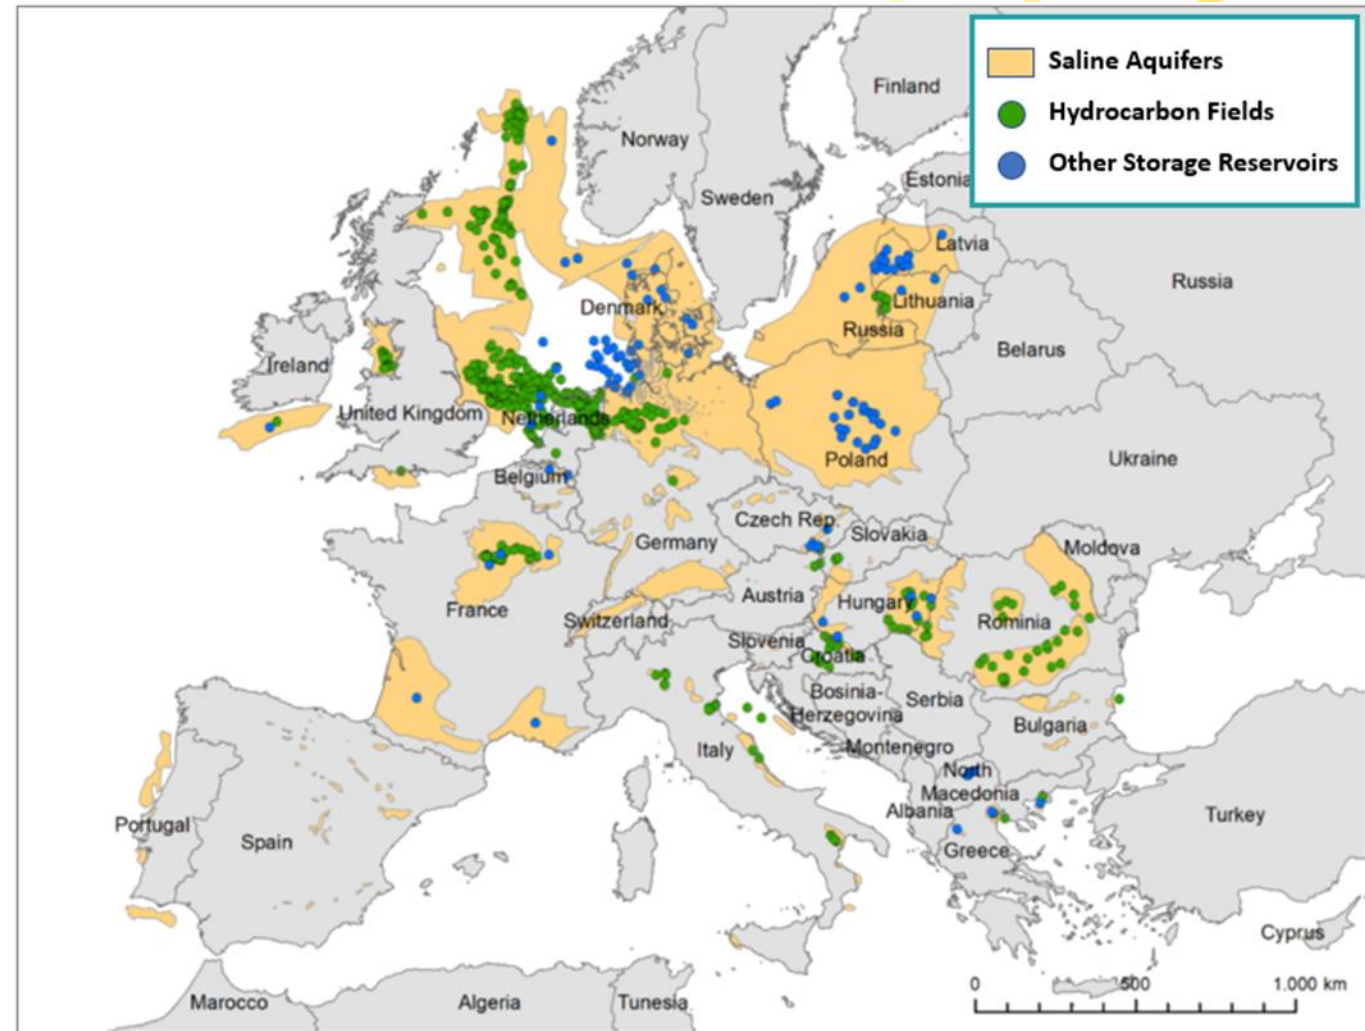 Saline Aquifers
Hydrocarbon Fields
Other Storage Reservoirs
Finland
Norway
Sweden
Estonia
Latvia
Russia
Lithuania
Denmark
Russia
Belarus
Ireland
United Kingdom
Netherlands
Poland
Ukraine
Belgium
Czech Rep.
Slovakia
Germany
Moldova
Austria
Hungary
France
Switzerland
Rominia
Slovenia
Croatia
Bosinia-
Herzegovina
Serbia
Bulgaria
Italy
Montenegro
North
Macedonia
Albania
Portugal
Spain
Turkey
Greece
Cyprus
0 500 1.000 km
Marocco
Algeria
Tunesia